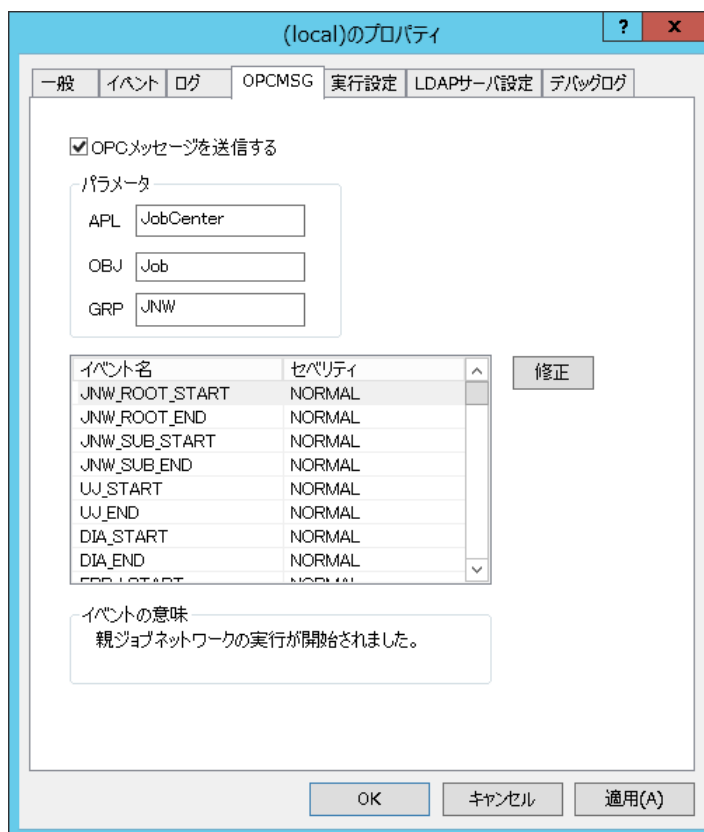 (local)のプロパティ
? x
一般 イベント ログ OPCMSG 実行設定 LDAPサーバ設定 デバッグログ
OPCメッセージを送信する
パラメータ
APL JobCenter
OBJ Job
GRP JNW
イベント名 セベリティ
修正
JNW_ROOT_START NORMAL
JNW_ROOT_END NORMAL
JNW_SUB_START NORMAL
JNW_SUB_END NORMAL
UJ_START NORMAL
UJ_END NORMAL
DIA_START NORMAL
DIA_END NORMAL
イベントの意味
親ジョブネットワークの実行が開始されました。
OK キャンセル 適用(A)